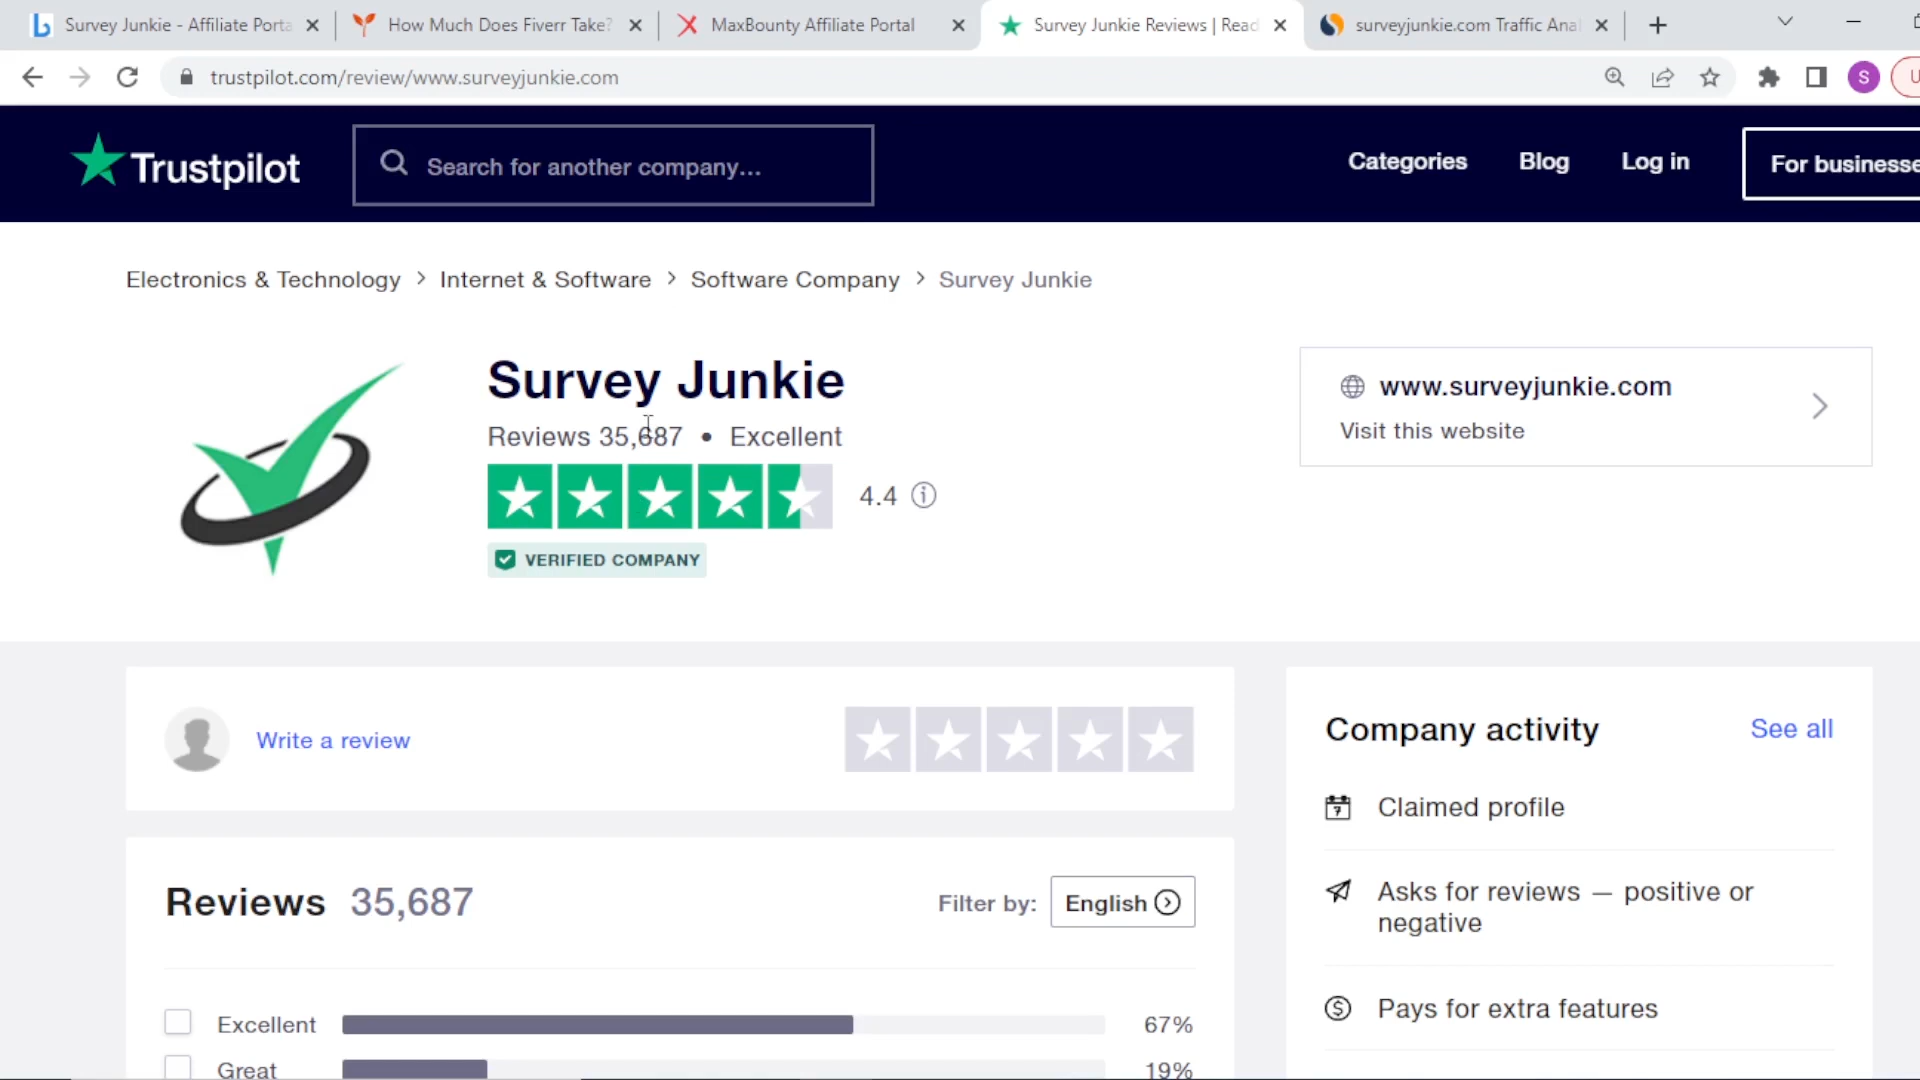 Survey Junkie - Affiliate Porta
How Much Does Fiverr Take?
MaxBounty Affiliate Portal
Survey Junkie Reviews | Read
surveyjunkie.com Traffic Anal
trustpilot.com/review/www.surveyjunkie.com
S
U
Trustpilot
Search for another company...
Categories
Blog
Log in
For businesse
Electronics & Technology > Internet & Software > Software Company > Survey Junkie
Survey Junkie
Reviews 35,687 • Excellent
4.4
VERIFIED COMPANY
www.surveyjunkie.com
Visit this website
Write a review
Company activity
See all
Claimed profile
Asks for reviews — positive or
negative
Pays for extra features
Reviews 35,687
Filter by:
English
Excellent
67%
Great
19%